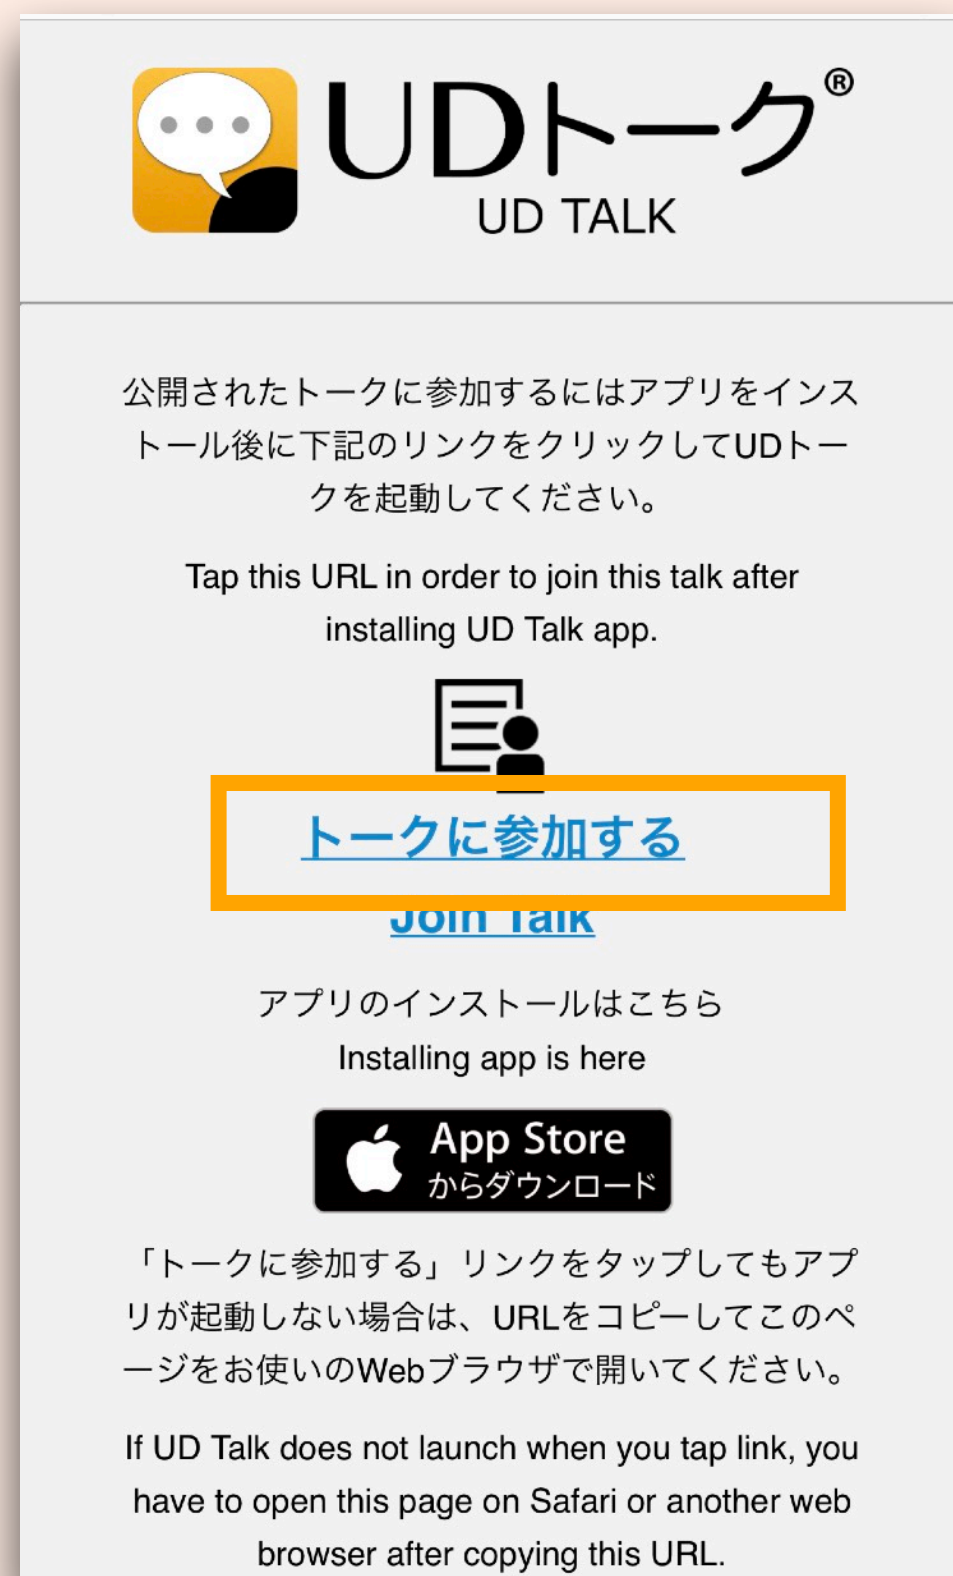 UDトーク®
UD TALK
公開されたトークに参加するにはアプリをインス
トール後に下記のリンクをクリックしてUDトー
クを起動してください。
Tap this URL in order to join this talk after
installing UD Talk app.
トークに参加する
Join Talk
アプリのインストールはこちら
Installing app is here
App Store
からダウンロード
「トークに参加する」リンクをタップしてもアプ
リが起動しない場合は、URLをコピーしてこのペ
ージをお使いのWebブラウザで開いてください。
If UD Talk does not launch when you tap link, you
have to open this page on Safari or another web
browser after copying this URL.